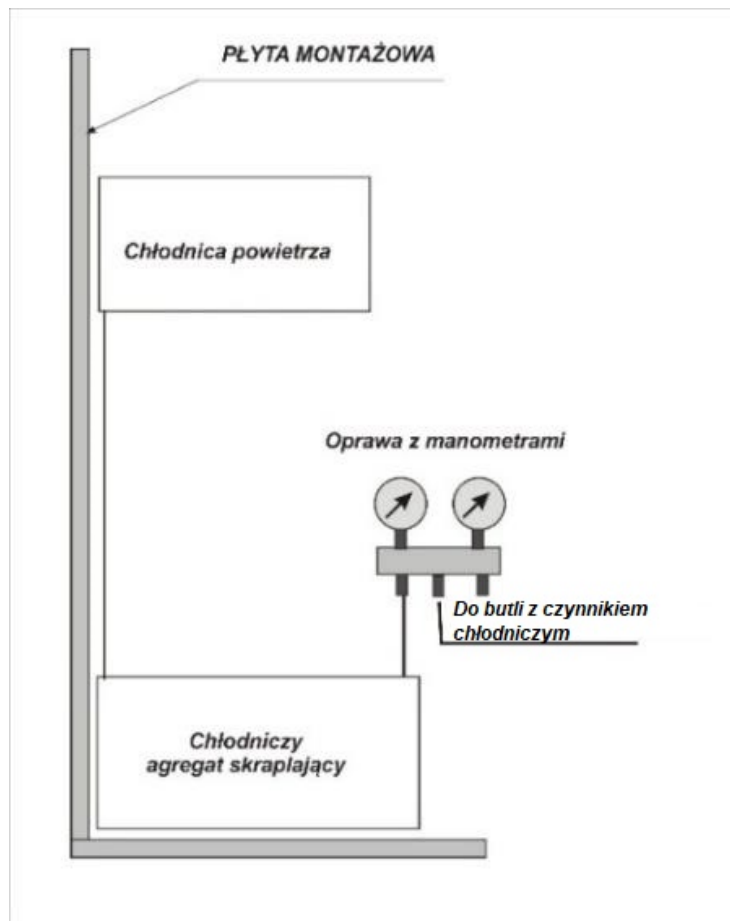 PŁYTA MONTAŻOWA
Chłodnica powietrza
Oprawa z manometrami
Do butli z czynnikiem
chłodniczym
Chłodniczy
agregat skraplający